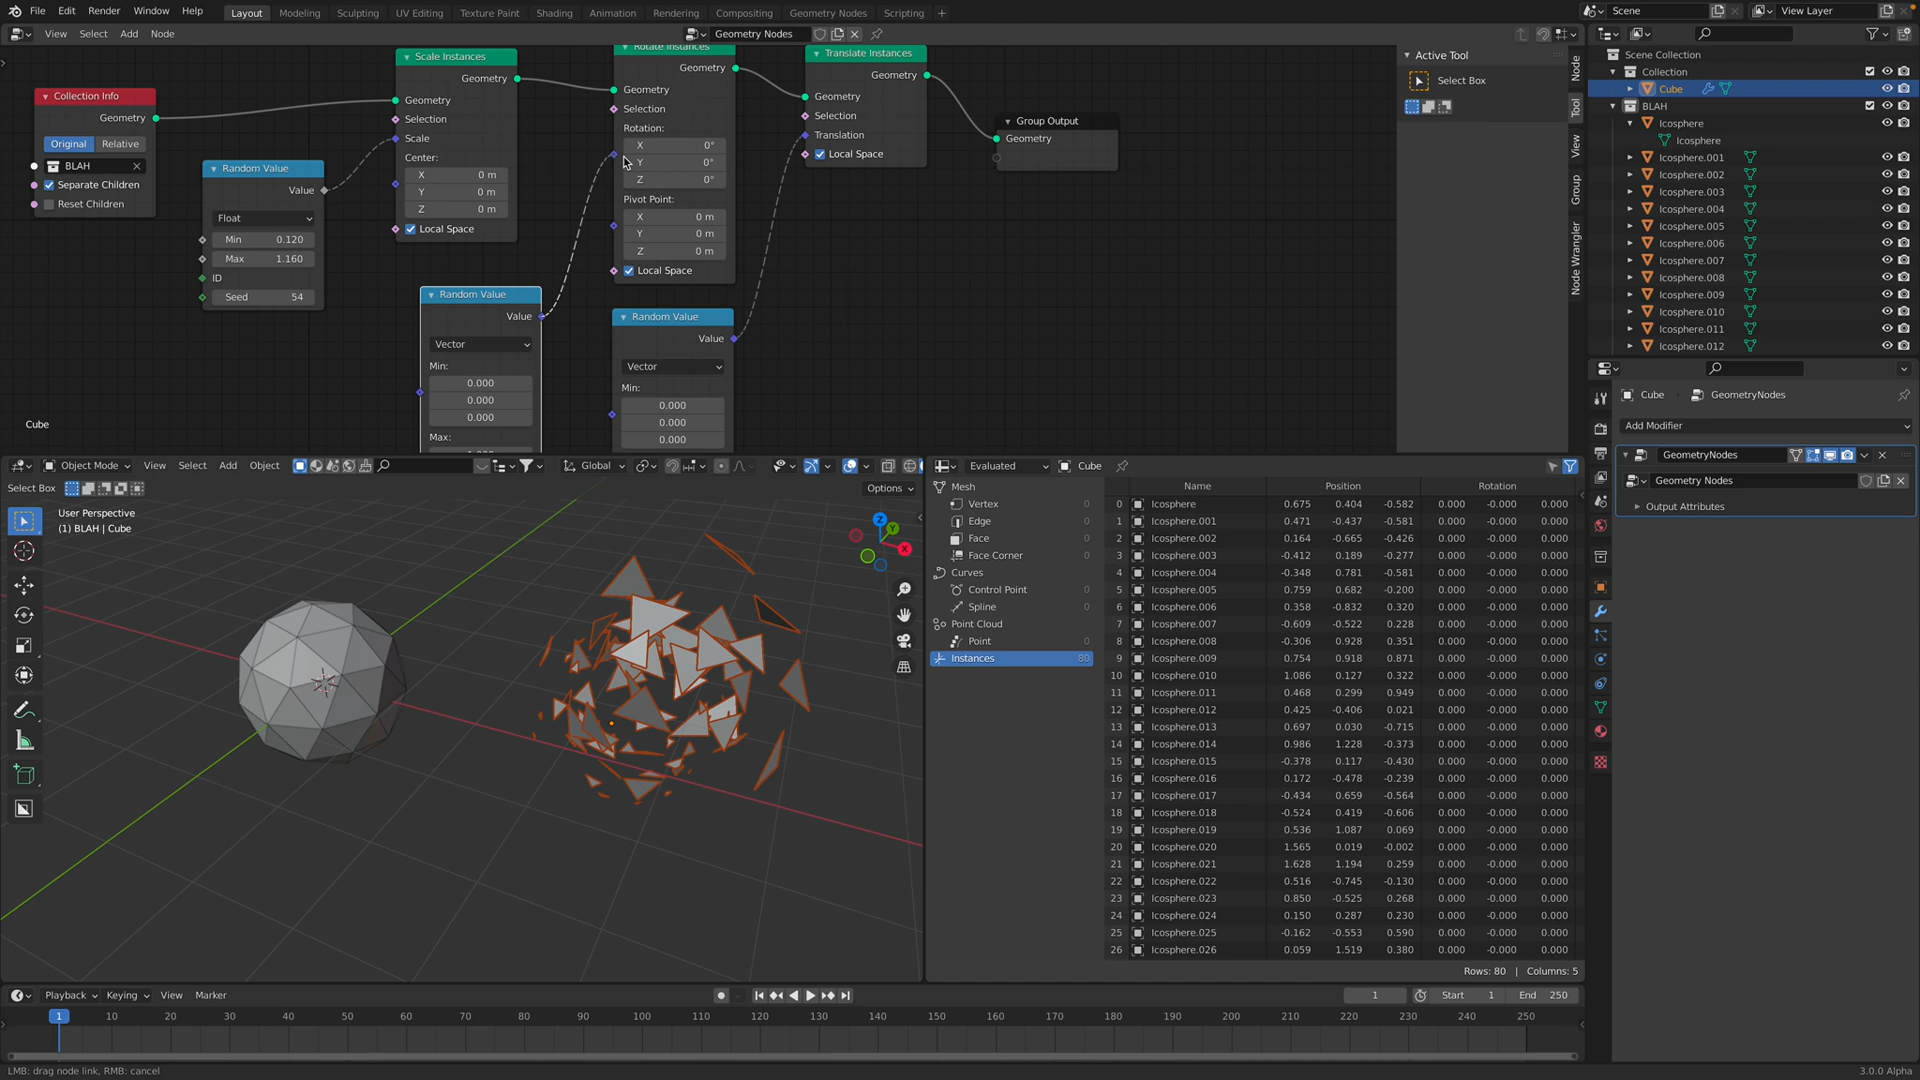 File Edit Render Window Help Layout Modeling Sculpting UV Editing Texture Paint Shading Animation Rendering Compositing Geometry Nodes Scripting + Scene View Layer
View Select Add Node Geometry Nodes
Collection Info
Geometry
Original Relative
BLAH
Separate Children
Reset Children
Random Value
Value
Float
Min 0.120
Max 1.160
ID
Seed 54
Scale Instances
Geometry
Geometry
Selection
Scale
Center:
X 0 m
Y 0 m
Z 0 m
Local Space
Random Value
Value
Vector
Min:
0.000
0.000
0.000
Max:
Rotate Instances
Geometry
Geometry
Selection
Rotation:
X 0°
Y 0°
Z 0°
Pivot Point:
X 0 m
Y 0 m
Z 0 m
Local Space
Random Value
Value
Vector
Min:
0.000
0.000
0.000
Translate Instances
Geometry
Geometry
Selection
Translation
Local Space
Group Output
Geometry
Cube
Active Tool
Select Box
Node
Tool
View
Group
Node Wrangler
Scene Collection
Collection
Cube
BLAH
Icosphere
Icosphere
Icosphere.001
Icosphere.002
Icosphere.003
Icosphere.004
Icosphere.005
Icosphere.006
Icosphere.007
Icosphere.008
Icosphere.009
Icosphere.010
Icosphere.011
Icosphere.012
Cube GeometryNodes
Add Modifier
GeometryNodes
Geometry Nodes
Output Attributes
Object Mode View Select Add Object Global
Select Box Options
User Perspective
(1) BLAH | Cube
Z
Y
X
Evaluated Cube
Mesh
Vertex 0
Edge 0
Face 0
Face Corner 0
Curves
Control Point 0
Spline 0
Point Cloud
Point 0
Instances 80
Name Position Rotation
0 Icosphere 0.675 0.404 -0.582 0.000 -0.000 0.000
1 Icosphere.001 0.471 -0.437 -0.581 0.000 -0.000 0.000
2 Icosphere.002 0.164 -0.665 -0.426 0.000 -0.000 0.000
3 Icosphere.003 -0.412 0.189 -0.277 0.000 -0.000 0.000
4 Icosphere.004 -0.348 0.781 -0.581 0.000 -0.000 0.000
5 Icosphere.005 0.759 0.682 -0.200 0.000 -0.000 0.000
6 Icosphere.006 0.358 -0.832 0.320 0.000 -0.000 0.000
7 Icosphere.007 -0.609 -0.522 0.228 0.000 -0.000 0.000
8 Icosphere.008 -0.306 0.928 0.351 0.000 -0.000 0.000
9 Icosphere.009 0.754 0.918 0.871 0.000 -0.000 0.000
10 Icosphere.010 1.086 0.127 0.322 0.000 -0.000 0.000
11 Icosphere.011 0.468 0.299 0.949 0.000 -0.000 0.000
12 Icosphere.012 0.425 -0.406 0.021 0.000 -0.000 0.000
13 Icosphere.013 0.697 0.030 -0.715 0.000 -0.000 0.000
14 Icosphere.014 0.986 1.228 -0.373 0.000 -0.000 0.000
15 Icosphere.015 -0.378 0.117 -0.430 0.000 -0.000 0.000
16 Icosphere.016 0.172 -0.478 -0.239 0.000 -0.000 0.000
17 Icosphere.017 -0.434 0.659 -0.564 0.000 -0.000 0.000
18 Icosphere.018 -0.524 0.419 -0.606 0.000 -0.000 0.000
19 Icosphere.019 0.536 1.087 0.069 0.000 -0.000 0.000
20 Icosphere.020 1.565 0.019 -0.002 0.000 -0.000 0.000
21 Icosphere.021 1.628 1.194 0.259 0.000 -0.000 0.000
22 Icosphere.022 0.516 -0.745 -0.130 0.000 -0.000 0.000
23 Icosphere.023 0.850 -0.525 0.268 0.000 -0.000 0.000
24 Icosphere.024 0.150 0.287 0.230 0.000 -0.000 0.000
25 Icosphere.025 -0.162 -0.553 0.590 0.000 -0.000 0.000
26 Icosphere.026 0.059 1.519 0.380 0.000 -0.000 0.000
Rows: 80 | Columns: 5
Playback Keying View Marker 1 Start 1 End 250
1 10 20 30 40 50 60 70 80 90 100 110 120 130 140 150 160 170 180 190 200 210 220 230 240 250
LMB: drag node link, RMB: cancel 3.0.0 Alpha